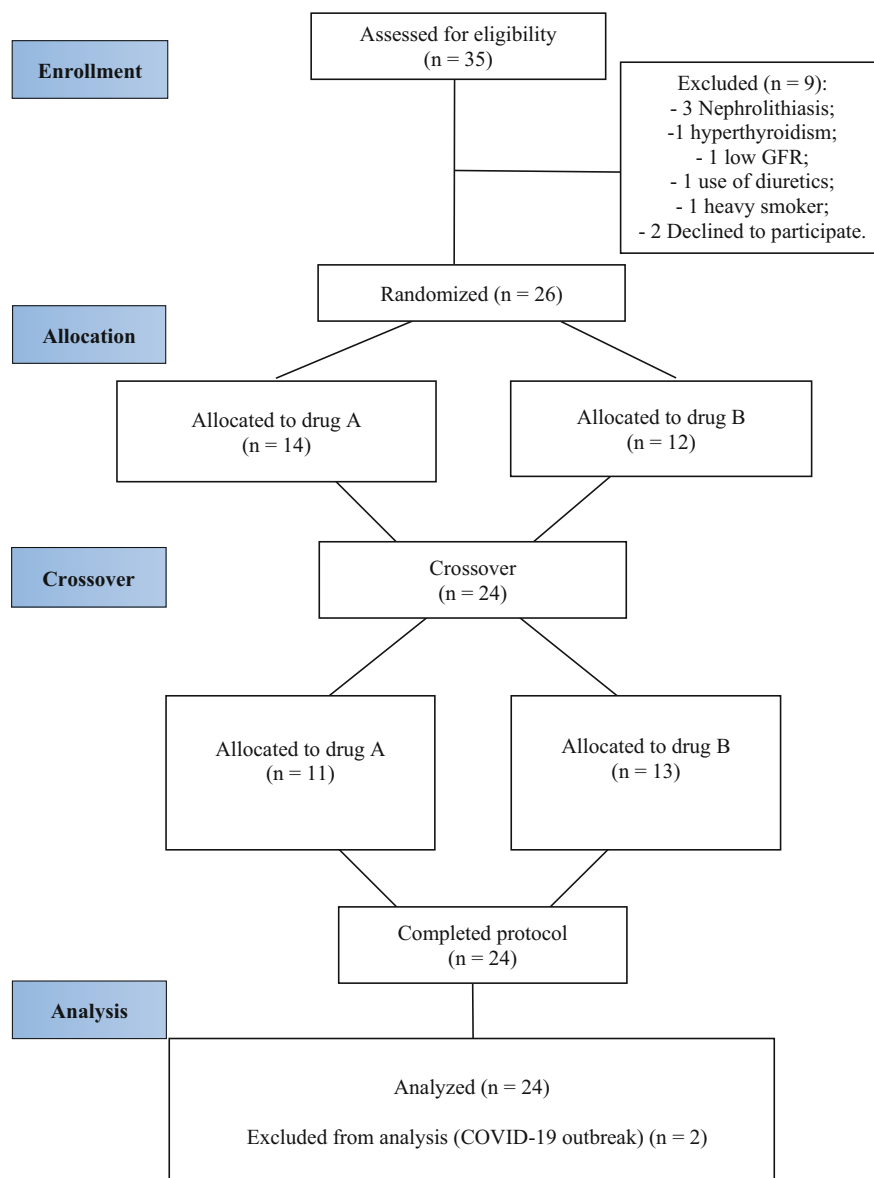 Enrollment
Assessed for eligibility
(n = 35)
Excluded (n = 9):
- 3 Nephrolithiasis;
-1 hyperthyroidism;
- 1 low GFR;
- 1 use of diuretics;
- 1 heavy smoker;
- 2 Declined to participate.
Randomized (n = 26)
Allocation
Allocated to drug A
(n = 14)
Allocated to drug B
(n = 12)
Crossover
Crossover
(n = 24)
Allocated to drug A
(n = 11)
Allocated to drug B
(n = 13)
Completed protocol
(n = 24)
Analysis
Analyzed (n = 24)
Excluded from analysis (COVID-19 outbreak) (n = 2)